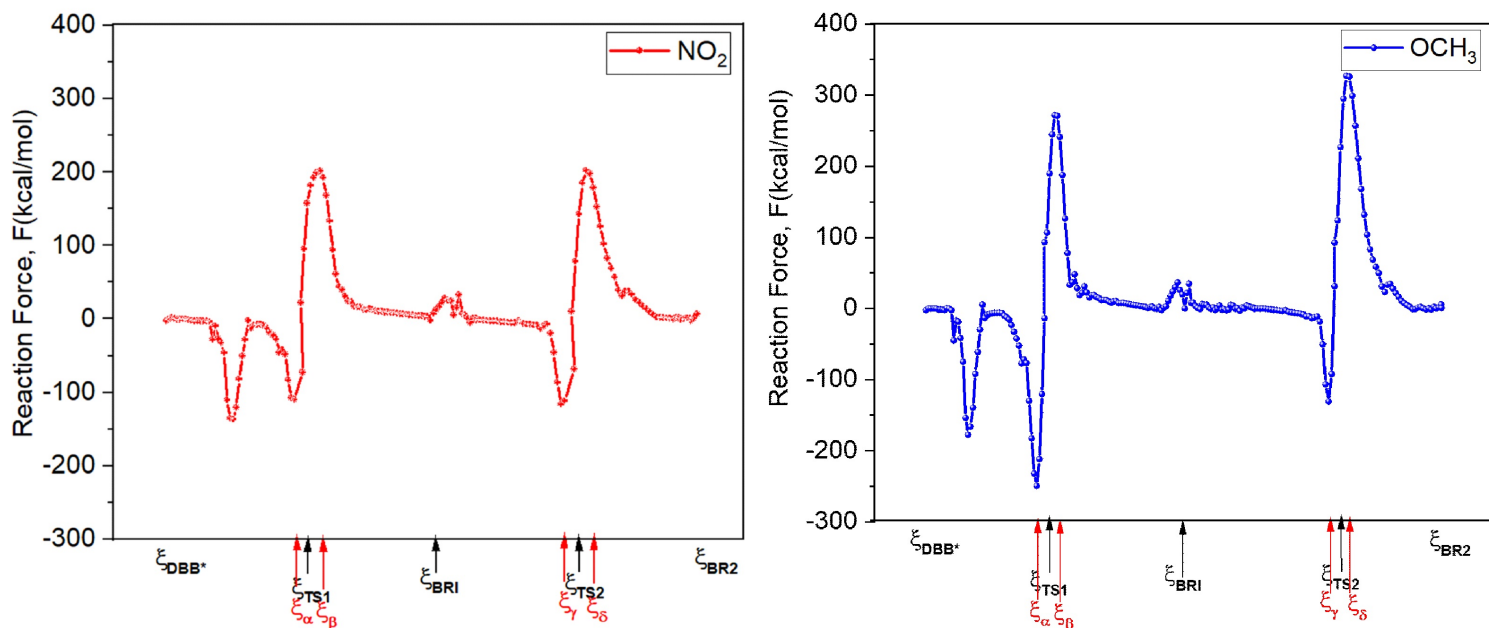 400
300
200
100
0
-100
-200
-300
Reaction Force, F(kcal/mol)
NO₂
ξDBB*
ξTS1
ξα ξβ
ξBRI
ξTS2
ξγ ξδ
ξBR2
400
300
200
100
0
-100
-200
-300
Reaction Force, F(kcal/mol)
OCH₃
ξDBB*
ξTS1
ξα ξβ
ξBRI
ξTS2
ξγ ξδ
ξBR2